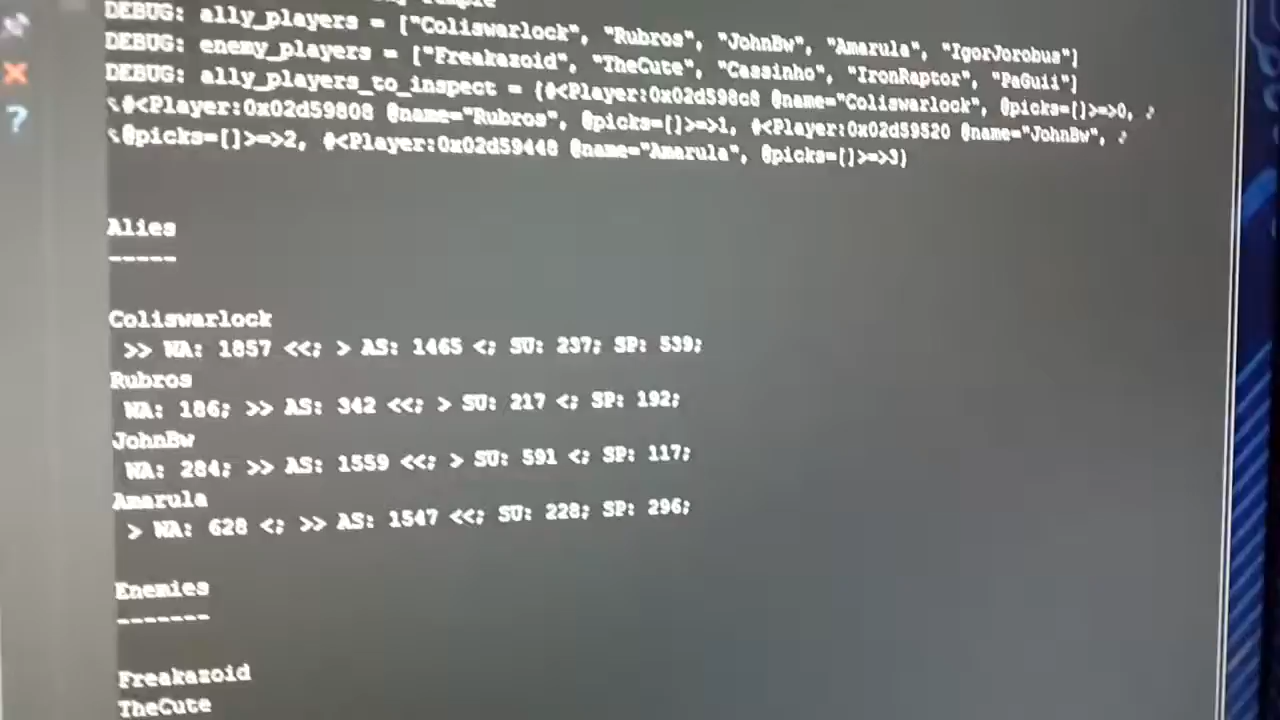 DEBUG: ally_players = ["Coliswarlock", "Rubros", "JohnBw", "Amarula", "IgorJorobus"]
DEBUG: enemy_players = ["Freakazoid", "TheCute", "Cassinho", "IronRaptor", "PaGuii"]
DEBUG: ally_players_to_inspect = {#<Player:0x02d598c8 @name="Coliswarlock", @picks=[]>=>0,
#<Player:0x02d59808 @name="Rubros", @picks=[]>=>1, #<Player:0x02d59520 @name="JohnBw",
@picks=[]>=>2, #<Player:0x02d59448 @name="Amarula", @picks=[]>=>3}
Alies
-----
Coliswarlock
>> NA: 1857 <<; > AS: 1465 <; SU: 237; SP: 539;
Rubros
NA: 186; >> AS: 342 <<; > SU: 217 <; SP: 192;
JohnBw
NA: 284; >> AS: 1559 <<; > SU: 591 <; SP: 117;
Amarula
> NA: 628 <; >> AS: 1547 <<; SU: 228; SP: 296;
Enemies
-------
Freakazoid
TheCute